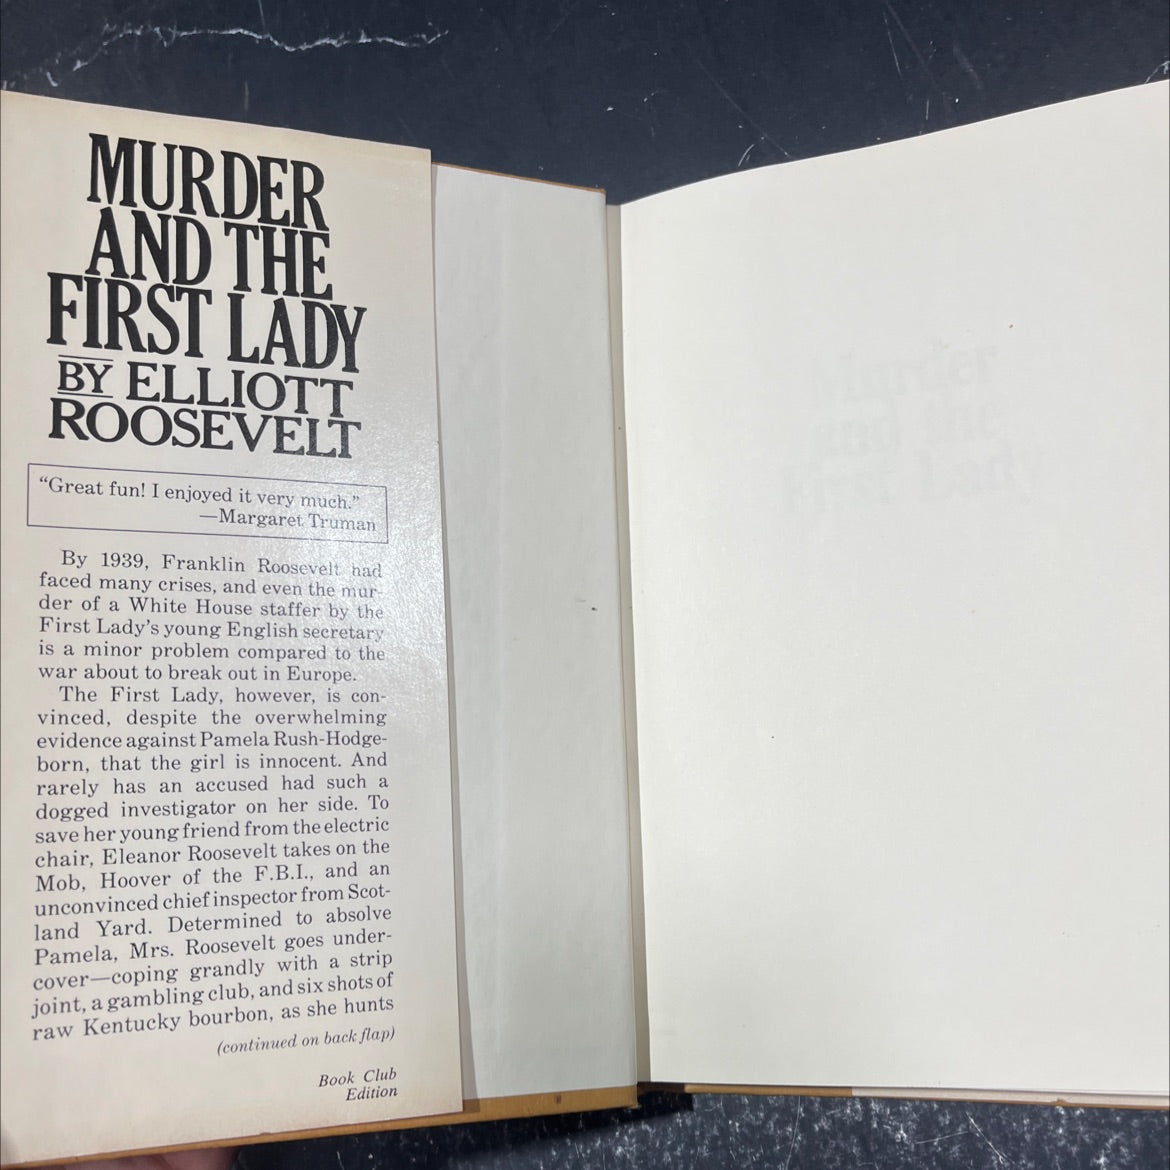 MURDER
AND THE
FIRST LADY
BY ELLIOTT
ROOSEVELT
“Great fun! I enjoyed it very much.”
—Margaret Truman
By 1939, Franklin Roosevelt had
faced many crises, and even the mur-
der of a White House staffer by the
First Lady's young English secretary
is a minor problem compared to the
war about to break out in Europe.
The First Lady, however, is con-
vinced, despite the overwhelming
evidence against Pamela Rush-Hodge-
born, that the girl is innocent. And
rarely has an accused had such a
dogged investigator on her side. To
save her young friend from the electric
chair, Eleanor Roosevelt takes on the
Mob, Hoover of the F.B.I., and an
unconvinced chief inspector from Scot-
land Yard. Determined to absolve
Pamela, Mrs. Roosevelt goes under-
cover—coping grandly with a strip
joint, a gambling club, and six shots of
raw Kentucky bourbon, as she hunts
(continued on back flap)
Book Club
Edition
Murder
and the
First Lady